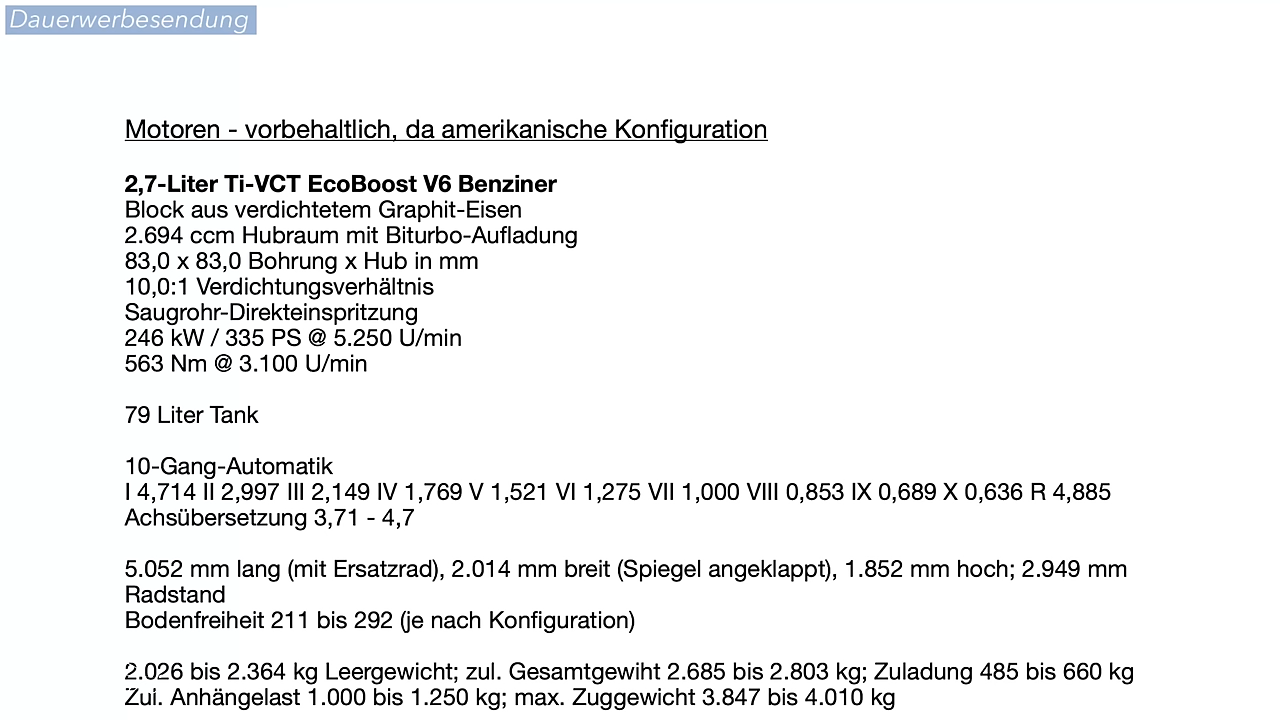 Dauerwerbesendung
Motoren - vorbehaltlich, da amerikanische Konfiguration
2,7-Liter Ti-VCT EcoBoost V6 Benziner
Block aus verdichtetem Graphit-Eisen
2.694 ccm Hubraum mit Biturbo-Aufladung
83,0 x 83,0 Bohrung x Hub in mm
10,0:1 Verdichtungsverhältnis
Saugrohr-Direkteinspritzung
246 kW / 335 PS @ 5.250 U/min
563 Nm @ 3.100 U/min
79 Liter Tank
10-Gang-Automatik
I 4,714 II 2,997 III 2,149 IV 1,769 V 1,521 VI 1,275 VII 1,000 VIII 0,853 IX 0,689 X 0,636 R 4,885
Achsübersetzung 3,71 - 4,7
5.052 mm lang (mit Ersatzrad), 2.014 mm breit (Spiegel angeklappt), 1.852 mm hoch; 2.949 mm
Radstand
Bodenfreiheit 211 bis 292 (je nach Konfiguration)
2.026 bis 2.364 kg Leergewicht; zul. Gesamtgewiht 2.685 bis 2.803 kg; Zuladung 485 bis 660 kg
Zul. Anhängelast 1.000 bis 1.250 kg; max. Zuggewicht 3.847 bis 4.010 kg